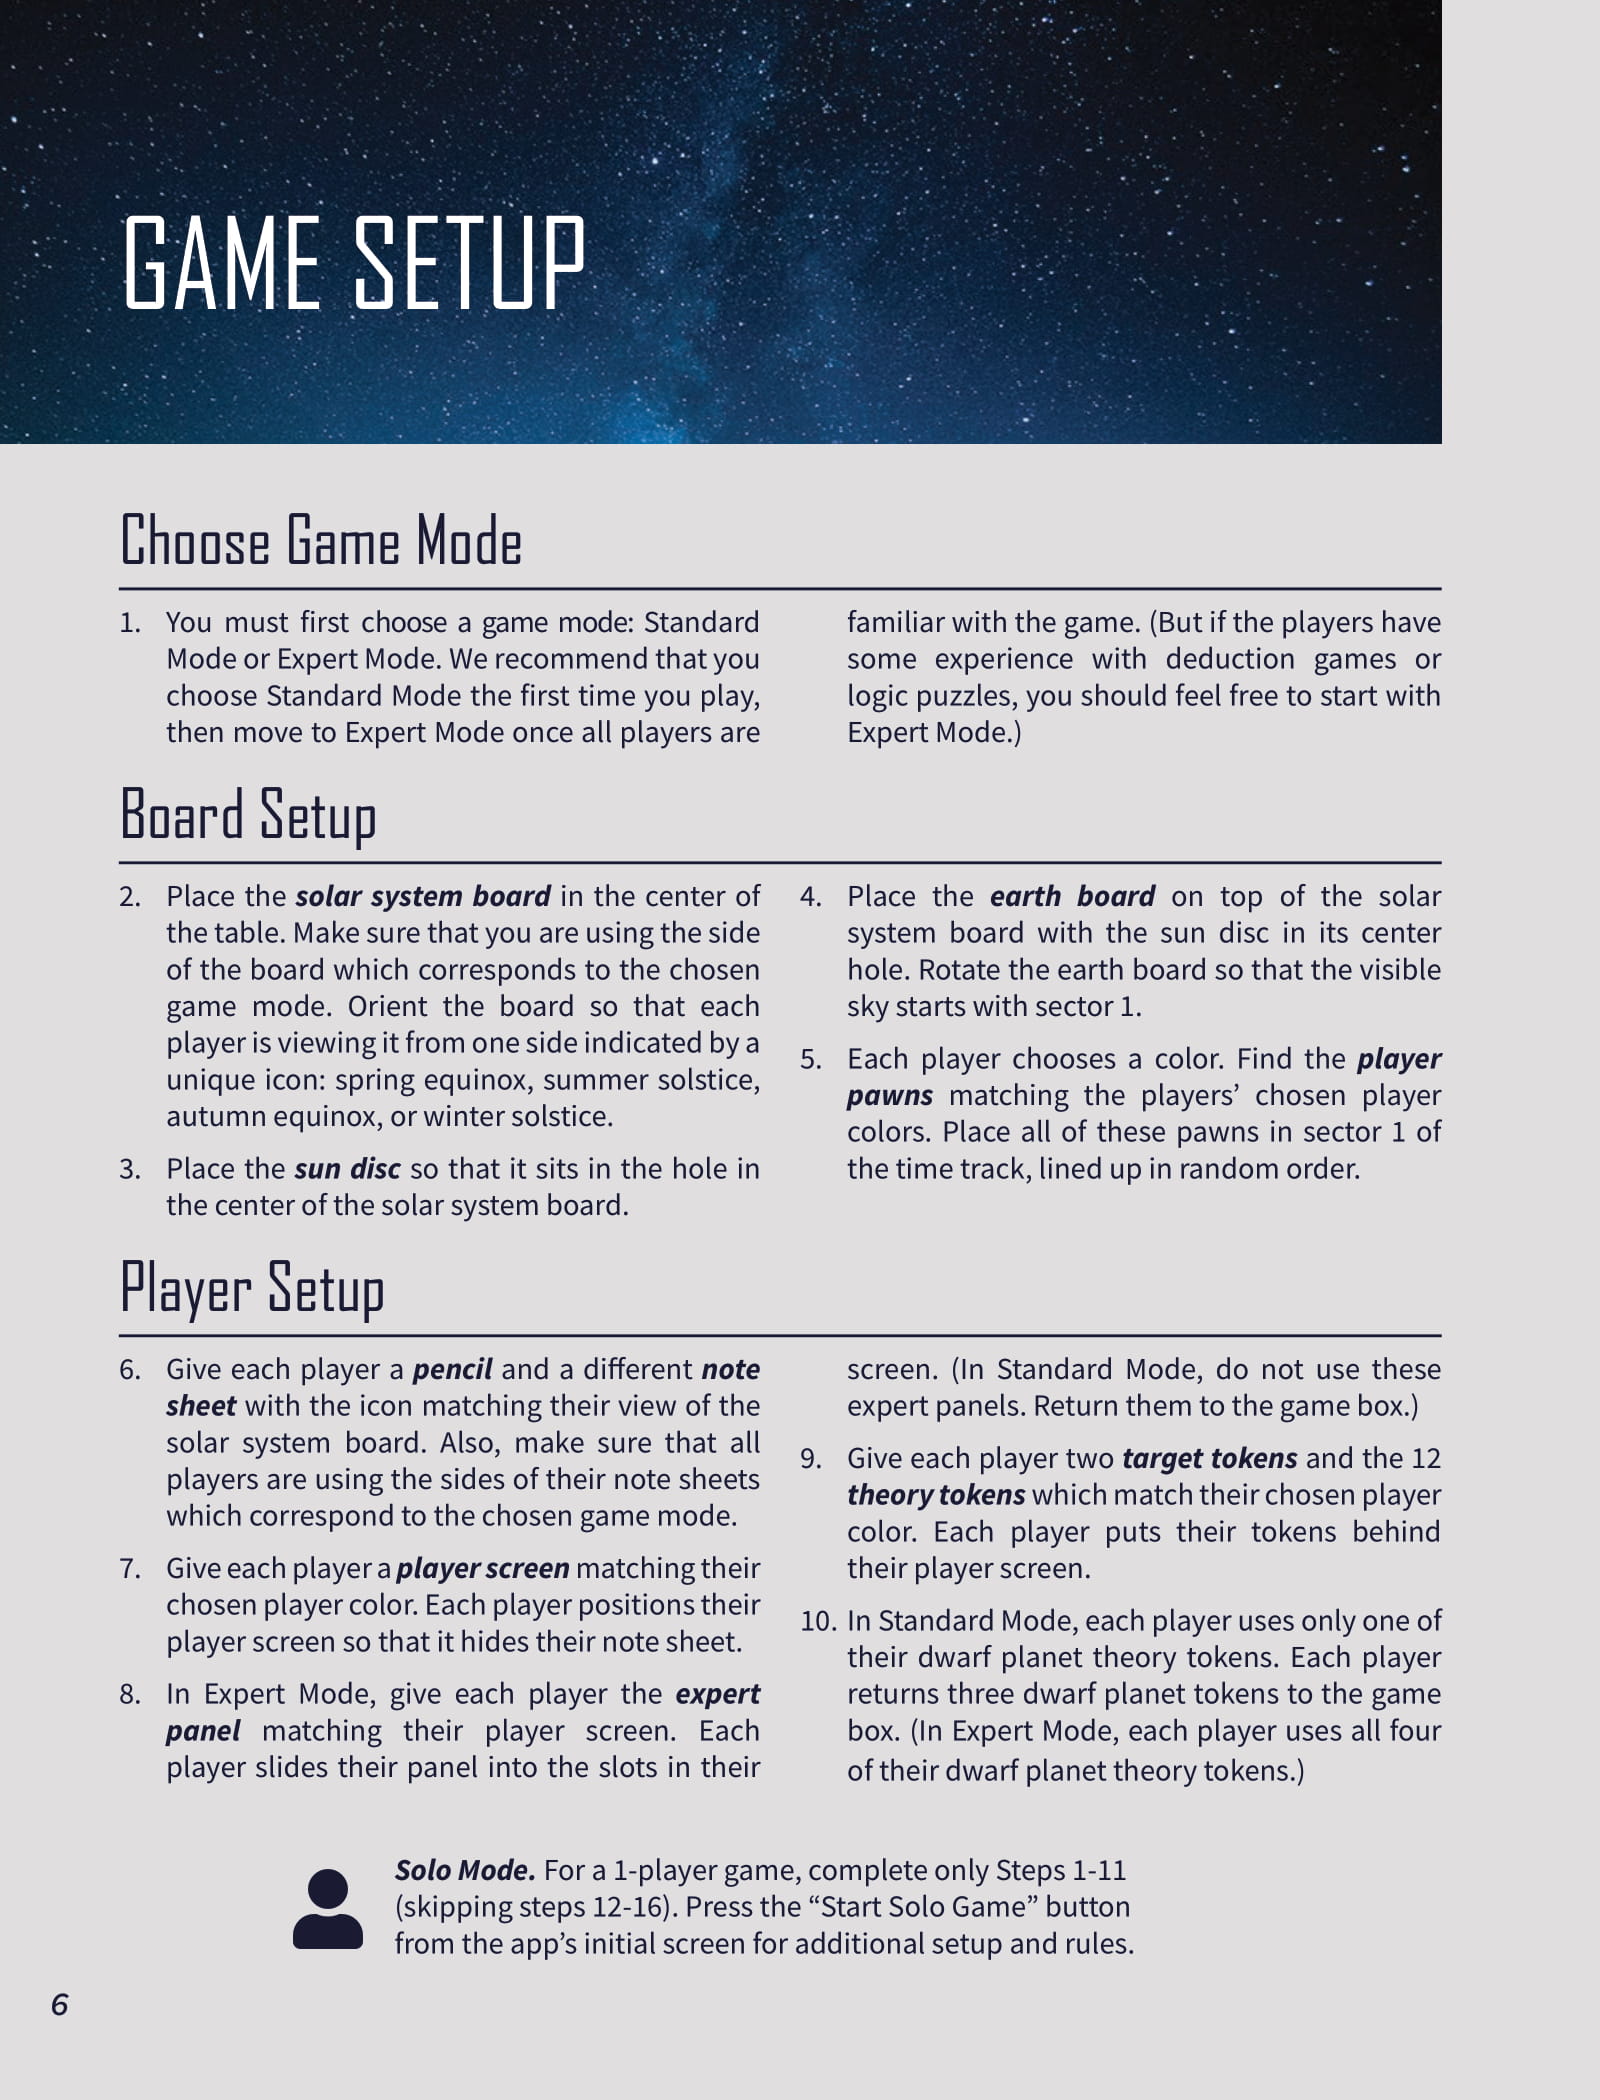 GAME SETUP
Choose Game Mode
1. You must first choose a game mode: Standard
Mode or Expert Mode. We recommend that you
choose Standard Mode the first time you play,
then move to Expert Mode once all players are
familiar with the game. (But if the players have
some experience with deduction games or
logic puzzles, you should feel free to start with
Expert Mode.)
Board Setup
2. Place the solar system board in the center of
the table. Make sure that you are using the side
of the board which corresponds to the chosen
game mode. Orient the board so that each
player is viewing it from one side indicated by a
unique icon: spring equinox, summer solstice,
autumn equinox, or winter solstice.
3. Place the sun disc so that it sits in the hole in
the center of the solar system board.
4. Place the earth board on top of the solar
system board with the sun disc in its center
hole. Rotate the earth board so that the visible
sky starts with sector 1.
5. Each player chooses a color. Find the player
pawns matching the players’ chosen player
colors. Place all of these pawns in sector 1 of
the time track, lined up in random order.
Player Setup
6. Give each player a pencil and a different note
sheet with the icon matching their view of the
solar system board. Also, make sure that all
players are using the sides of their note sheets
which correspond to the chosen game mode.
7. Give each player a player screen matching their
chosen player color. Each player positions their
player screen so that it hides their note sheet.
8. In Expert Mode, give each player the expert
panel matching their player screen. Each
player slides their panel into the slots in their
screen. (In Standard Mode, do not use these
expert panels. Return them to the game box.)
9. Give each player two target tokens and the 12
theory tokens which match their chosen player
color. Each player puts their tokens behind
their player screen.
10. In Standard Mode, each player uses only one of
their dwarf planet theory tokens. Each player
returns three dwarf planet tokens to the game
box. (In Expert Mode, each player uses all four
of their dwarf planet theory tokens.)
Solo Mode. For a 1-player game, complete only Steps 1-11
(skipping steps 12-16). Press the “Start Solo Game” button
from the app’s initial screen for additional setup and rules.
6